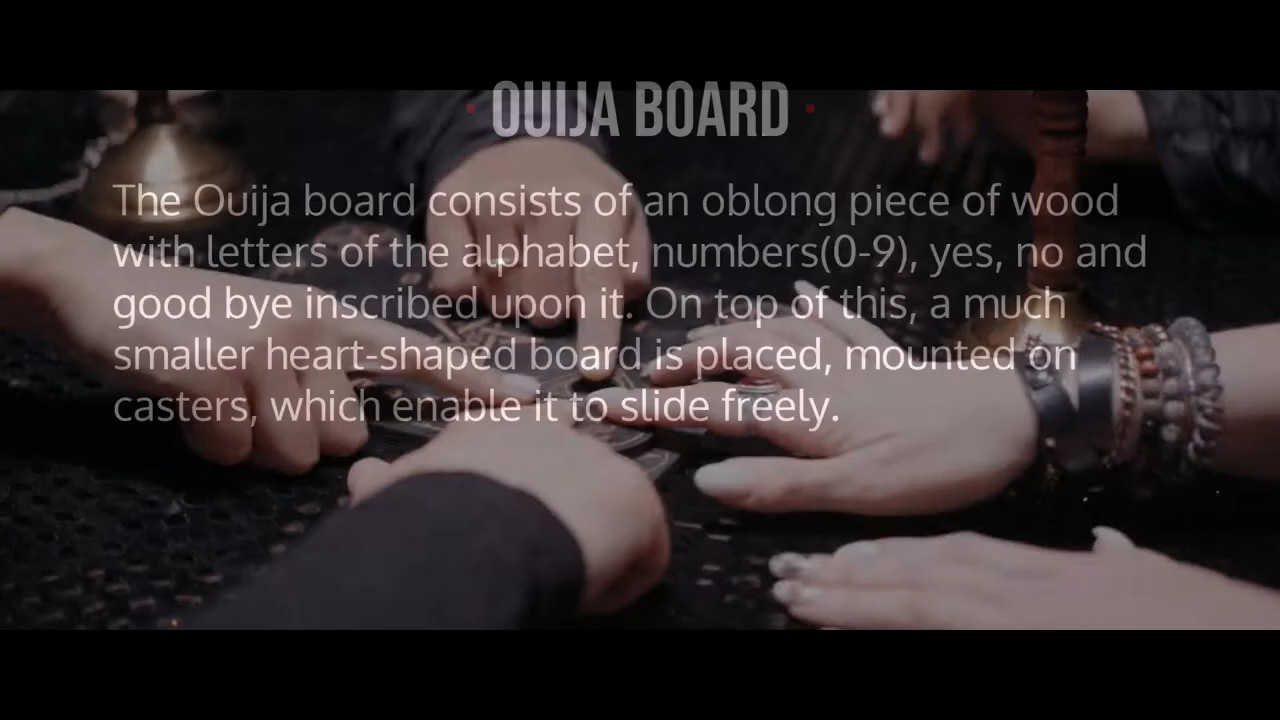 OUIJA BOARD
The Ouija board consists of an oblong piece of wood
with letters of the alphabet, numbers(0-9), yes, no and
good bye inscribed upon it. On top of this, a much
smaller heart-shaped board is placed, mounted on
casters, which enable it to slide freely.